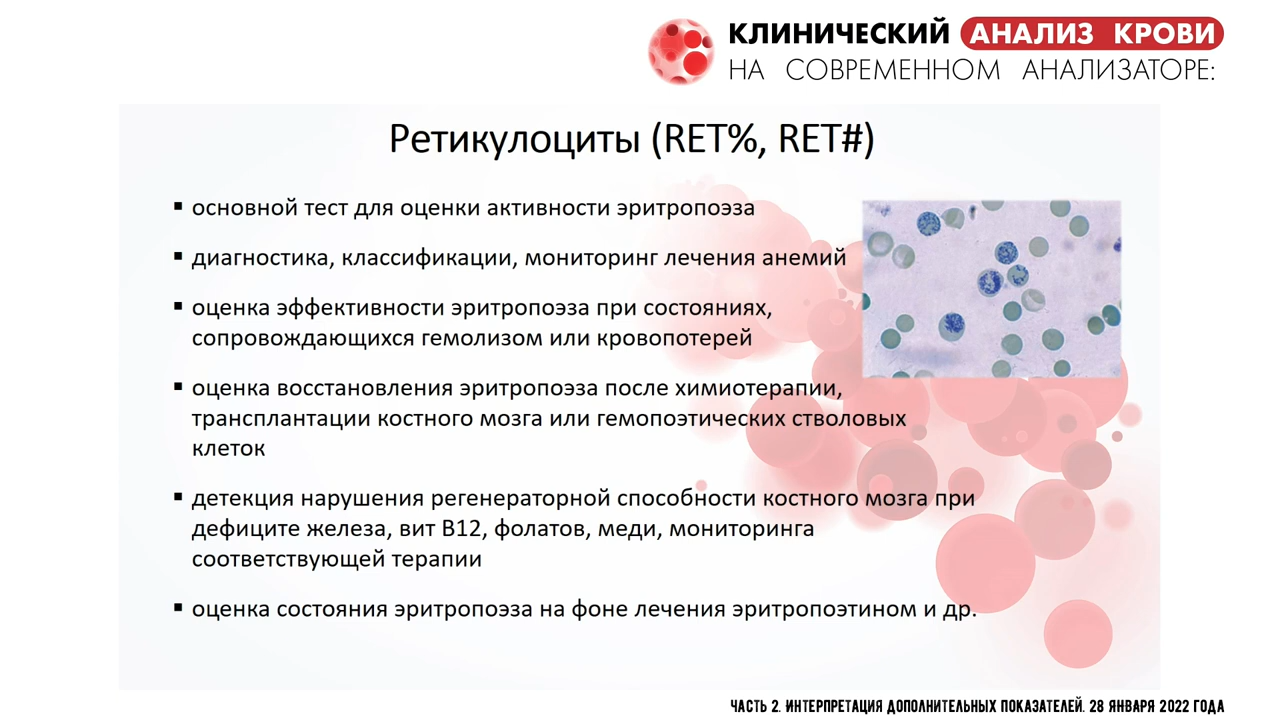 КЛИНИЧЕСКИЙ АНАЛИЗ КРОВИ
НА СОВРЕМЕННОМ АНАЛИЗАТОРЕ:
Ретикулоциты (RET%, RET#)
▪ основной тест для оценки активности эритропоэза
▪ диагностика, классификации, мониторинг лечения анемий
▪ оценка эффективности эритропоэза при состояниях,
сопровождающихся гемолизом или кровопотерей
▪ оценка восстановления эритропоэза после химиотерапии,
трансплантации костного мозга или гемопоэтических стволовых
клеток
▪ детекция нарушения регенераторной способности костного мозга при
дефиците железа, вит В12, фолатов, меди, мониторинга
соответствующей терапии
▪ оценка состояния эритропоэза на фоне лечения эритропоэтином и др.
ЧАСТЬ 2. ИНТЕРПРЕТАЦИЯ ДОПОЛНИТЕЛЬНЫХ ПОКАЗАТЕЛЕЙ. 28 ЯНВАРЯ 2022 ГОДА